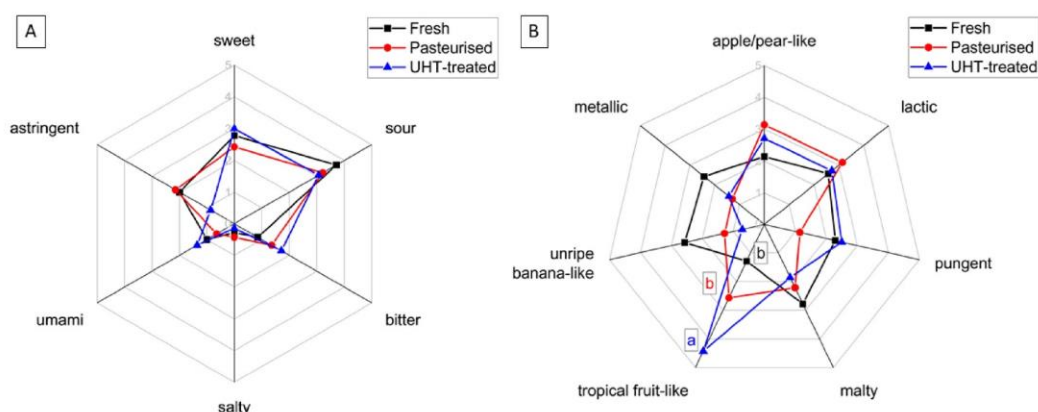 A
Fresh
Pasteurised
UHT-treated
sweet
5
4
astringent
sour
1
umami
bitter
salty
B
Fresh
Pasteurised
UHT-treated
apple/pear-like
5
4
metallic
lactic
1
unripe
banana-like
pungent
b
b
a
tropical fruit-like
malty